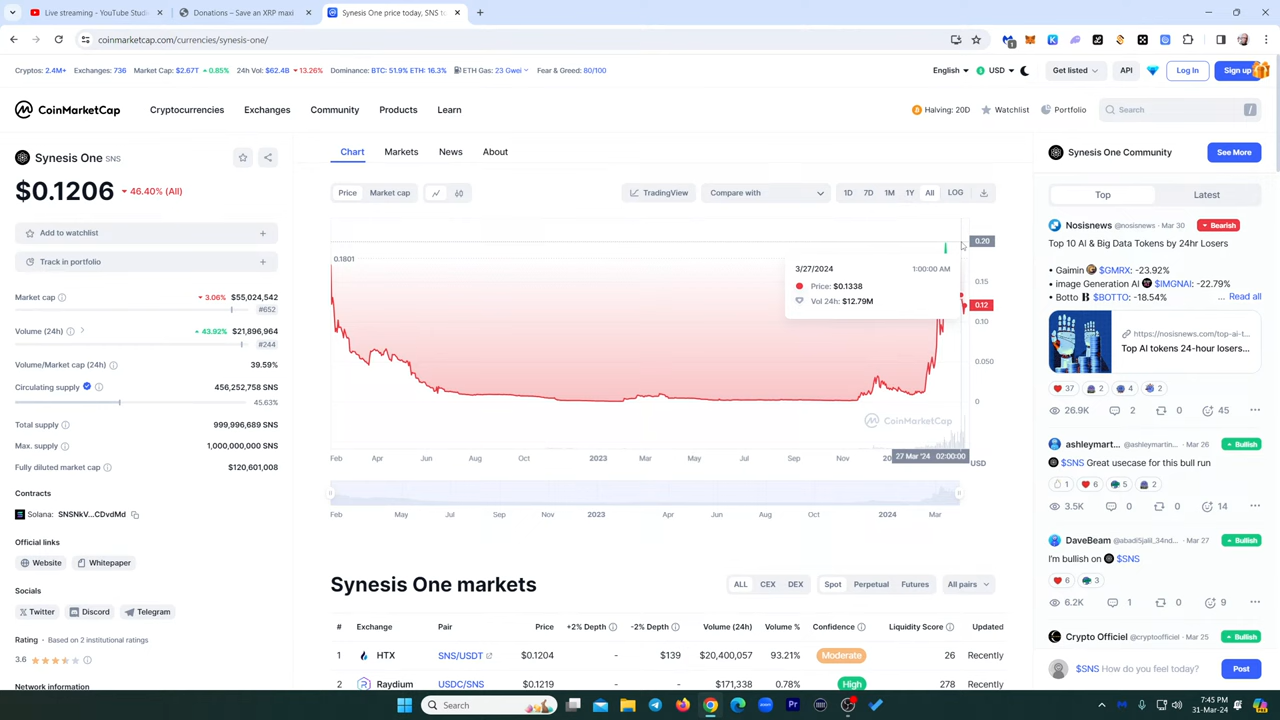 Live streaming - YouTube Stud
Donations – Save an XRP maxi
Synesis One price today, SNS to
coinmarketcap.com/currencies/synesis-one/
Cryptos: 2.4M+ Exchanges: 736 Market Cap: $2.67T 0.85% 24h Vol: $62.4B 13.26% Dominance: BTC: 51.9% ETH: 16.3% ETH Gas: 23 Gwei Fear & Greed: 80/100
English USD Get listed API Log In Sign up
CoinMarketCap Cryptocurrencies Exchanges Community Products Learn
Halving: 20D Watchlist Portfolio Search /
Synesis One SNS
$0.1206 46.40% (All)
Add to watchlist +
Track in portfolio +
Market cap 3.06% $55,024,542
#652
Volume (24h) 43.92% $21,896,964
#244
Volume/Market cap (24h) 39.59%
Circulating supply 456,252,758 SNS
45.63%
Total supply 999,996,689 SNS
Max. supply 1,000,000,000 SNS
Fully diluted market cap $120,601,008
Contracts
Solana: SNSNkV...CDvdMd
Official links
Website Whitepaper
Socials
Twitter Discord Telegram
Rating · Based on 2 institutional ratings
3.6
Network information
Chart Markets News About
Price Market cap TradingView Compare with 1D 7D 1M 1Y All LOG
0.20
0.1801
3/27/2024 1:00:00 AM
Price: $0.1338
Vol 24h: $12.79M
0.15
0.12
0.10
0.050
0
CoinMarketCap
Feb Apr Jun Aug Oct 2023 Mar May Jul Sep Nov 27 Mar '24 02:00:00
USD
Feb May Jul Sep Nov 2023 Apr Jun Aug Oct 2024 Mar
Synesis One markets
ALL CEX DEX Spot Perpetual Futures All pairs
# Exchange Pair Price +2% Depth -2% Depth Volume (24h) Volume % Confidence Liquidity Score Updated
1 HTX SNS/USDT $0.1204 - $139 $20,400,057 93.21% Moderate 26 Recently
2 Raydium USDC/SNS $0.1219 - - 0.78% High 278 Recently
Synesis One Community See More
Top Latest
Nosisnews @nosisnews · Mar 30 Bearish
Top 10 AI & Big Data Tokens by 24hr Losers
• Gaimin $GMRX: -23.92%
• image Generation AI $IMGNAI: -22.79%
• Botto $BOTTO: -18.54% ... Read all
https://nosisnews.com/top-ai-t...
Top AI tokens 24-hour losers...
37 2 4 2
26.9K 2 0 45
ashleymart... @ashleymartin... · Mar 26 Bullish
$SNS Great usecase for this bull run
1 6 5 2
3.5K 0 0 14
DaveBeam @abadi5jalil_34nd... · Mar 27 Bullish
I'm bullish on $SNS
6 3
6.2K 1 0 9
Crypto Officiel @cryptoofficiel · Mar 25 Bullish
$SNS How do you feel today? Post
Search
7:45 PM
31-Mar-24